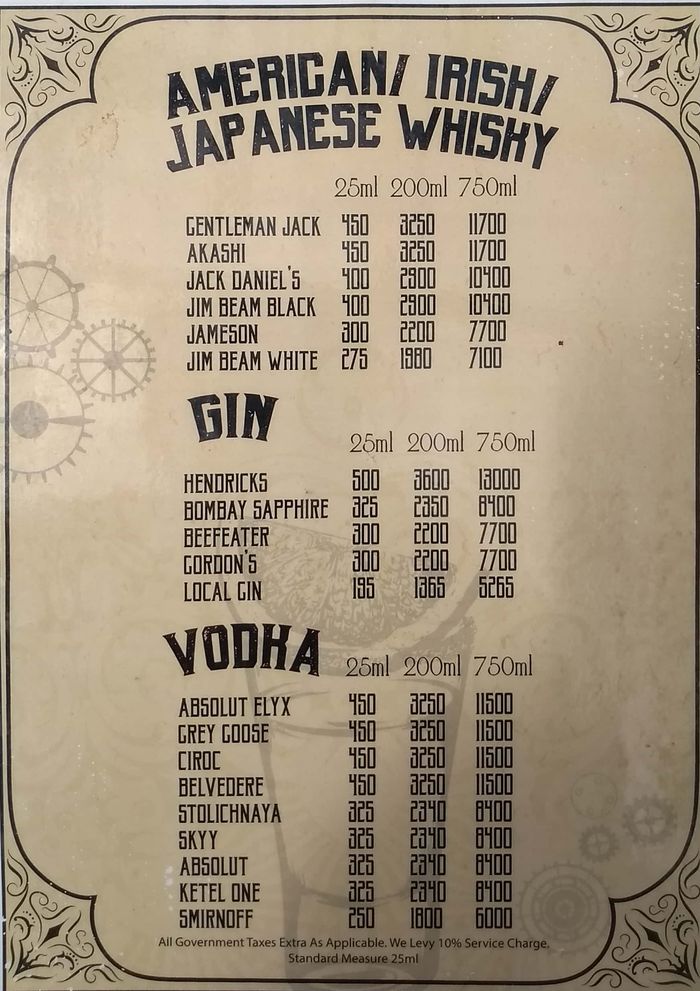 AMERICAN/ IRISH/
JAPANESE WHISKY
25ml 200ml 750ml
GENTLEMAN JACK 450 3250 11700
AKASHI 450 3250 11700
JACK DANIEL'S 400 2900 10400
JIM BEAM BLACK 400 2900 10400
JAMESON 300 2200 7700
JIM BEAM WHITE 275 1980 7100
GIN
25ml 200ml 750ml
HENDRICKS 500 3600 13000
BOMBAY SAPPHIRE 325 2350 8400
BEEFEATER 300 2200 7700
GORDON'S 300 2200 7700
LOCAL GIN 195 1365 5265
VODKA
25ml 200ml 750ml
ABSOLUT ELYX 450 3250 11500
GREY GOOSE 450 3250 11500
CIROC 450 3250 11500
BELVEDERE 450 3250 11500
STOLICHNAYA 325 2340 8400
SKYY 325 2340 8400
ABSOLUT 325 2340 8400
KETEL ONE 325 2340 8400
SMIRNOFF 250 1800 6000
All Government Taxes Extra As Applicable. We Levy 10% Service Charge.
Standard Measure 25ml